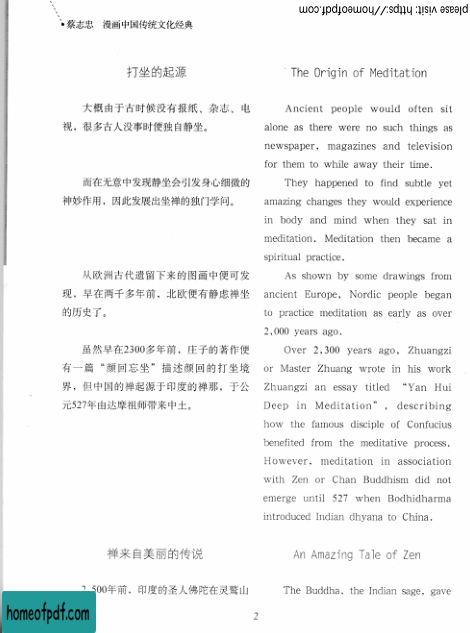 please visit: https://homeofpdf.com
• 蔡志忠 漫画中国传统文化经典
打坐的起源
大概由于古时候没有报纸、杂志、电
视，很多古人没事时便独自静坐。
而在无意中发现静坐会引发身心细微的
神妙作用，因此发展出坐禅的独门学问。
从欧洲古代遗留下来的图画中便可发
现，早在两千多年前，北欧便有静虑禅坐
的历史了。
虽然早在2300多年前，庄子的著作便
有一篇“颜回忘坐”描述颜回的打坐境
界，但中国的禅起源于印度的禅那，于公
元527年由达摩祖师带来中土。
禅来自美丽的传说
2,500年前，印度的圣人佛陀在灵鹫山
The Origin of Meditation
Ancient people would often sit
alone as there were no such things as
newspaper, magazines and television
for them to while away their time.
They happened to find subtle yet
amazing changes they would experience
in body and mind when they sat in
meditation. Meditation then became a
spiritual practice.
As shown by some drawings from
ancient Europe, Nordic people began
to practice meditation as early as over
2,000 years ago.
Over 2,300 years ago, Zhuangzi
or Master Zhuang wrote in his work
Zhuangzi an essay titled “Yan Hui
Deep in Meditation”, describing
how the famous disciple of Confucius
benefited from the meditative process.
However, meditation in association
with Zen or Chan Buddhism did not
emerge until 527 when Bodhidharma
introduced Indian dhyana to China.
An Amazing Tale of Zen
The Buddha, the Indian sage, gave
homeofpdf.com
2